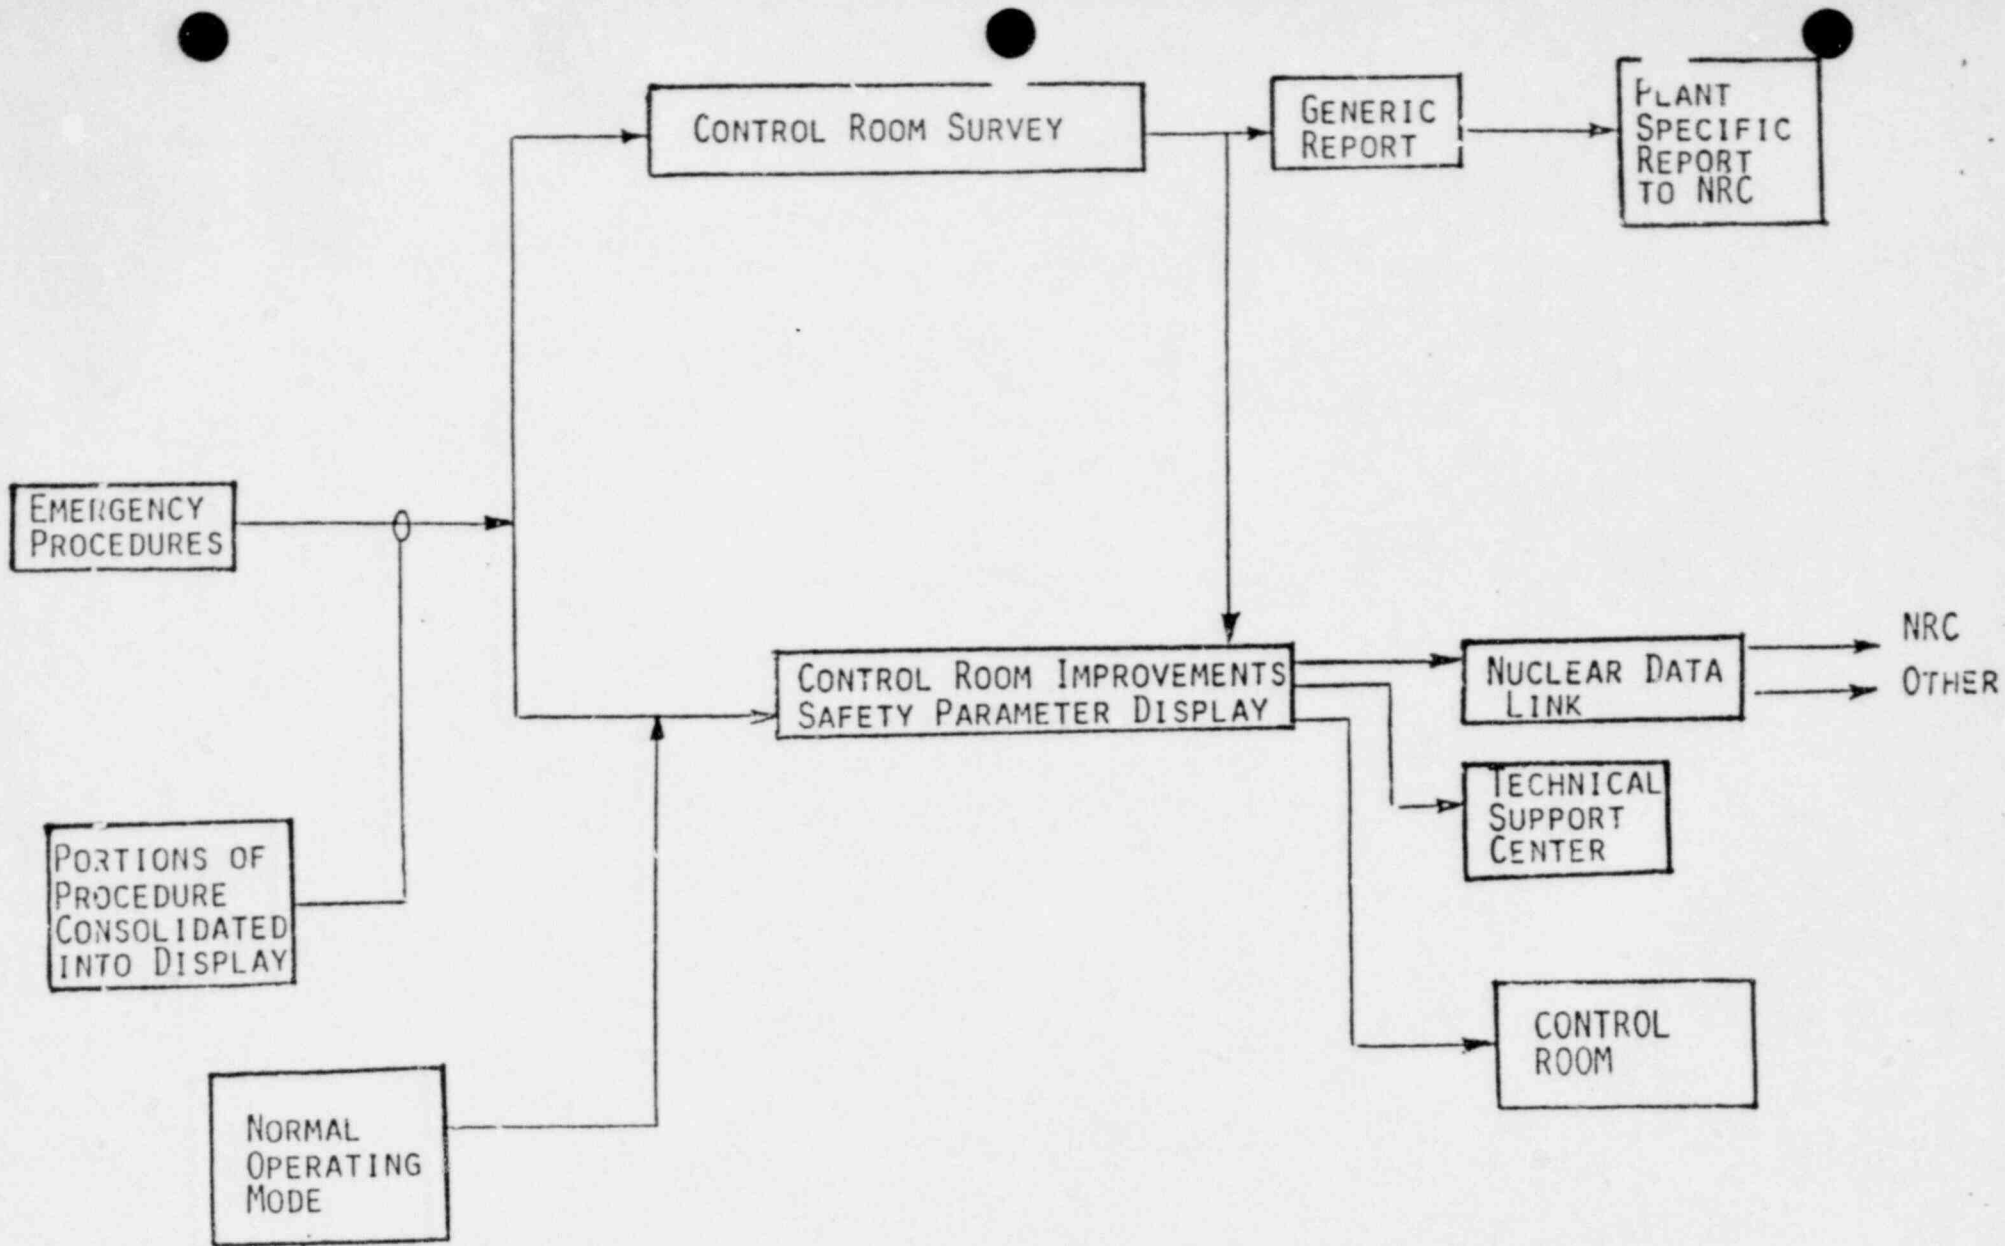 CONTROL ROOM SURVEY
GENERIC
REPORT
PLANT
SPECIFIC
REPORT
TO NRC
EMERGENCY
PROCEDURES
CONTROL ROOM IMPROVEMENTS
SAFETY PARAMETER DISPLAY
NUCLEAR DATA
LINK
NRC
OTHER
TECHNICAL
SUPPORT
CENTER
PORTIONS OF
PROCEDURE
CONSOLIDATED
INTO DISPLAY
CONTROL
ROOM
NORMAL
OPERATING
MODE